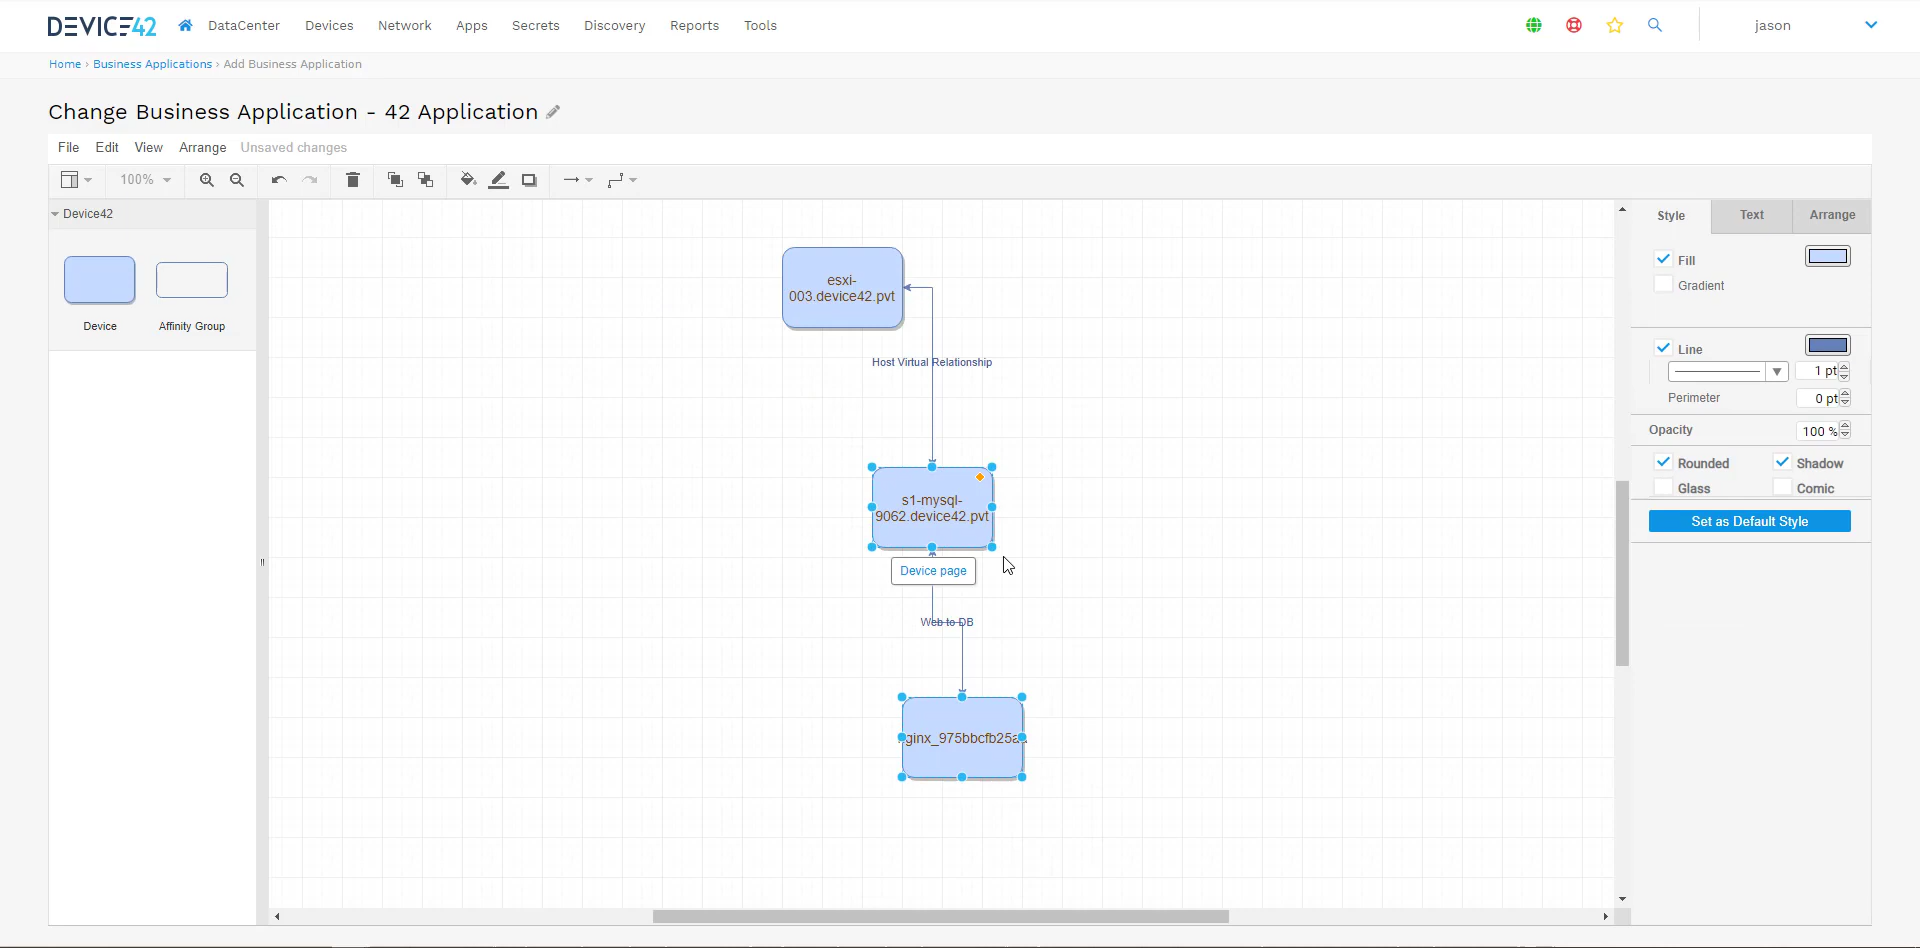 DEVICE42
DataCenter
Devices
Network
Apps
Secrets
Discovery
Reports
Tools
jason
Home › Business Applications › Add Business Application
Change Business Application - 42 Application
File
Edit
View
Arrange
Unsaved changes
100%
Device42
Device
Affinity Group
esxi-
003.device42.pvt
Host Virtual Relationship
s1-mysql-
9062.device42.pvt
Device page
Web to DB
Style
Text
Arrange
Fill
Gradient
Line
1 pt
Perimeter
0 pt
Opacity
100 %
Rounded
Shadow
Glass
Comic
Set as Default Style